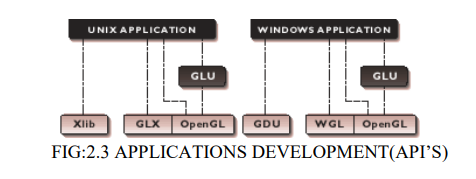 UNIX APPLICATION WINDOWS APPLICATION
GLU GLU
Xlib GLX OpenGL GDU WGL OpenGL
FIG:2.3 APPLICATIONS DEVELOPMENT(API’S)